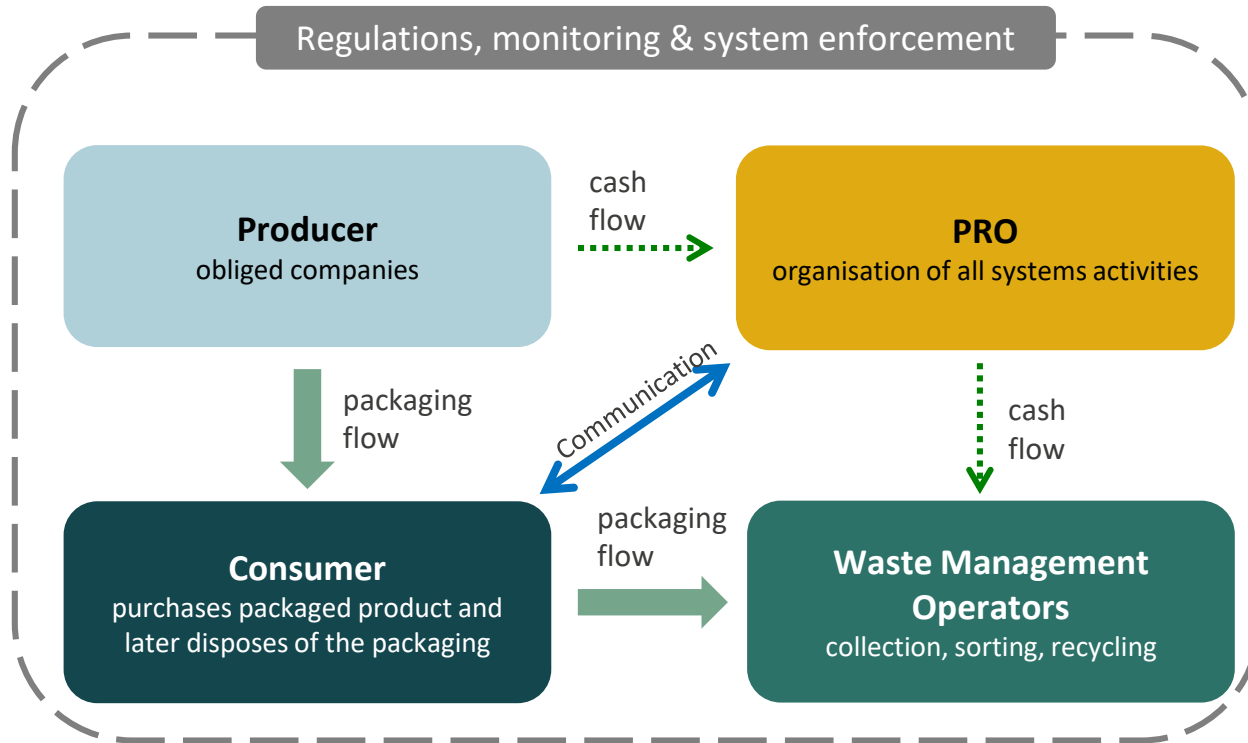 Regulations, monitoring & system enforcement
Producer
obliged companies
cash
flow
PRO
organisation of all systems activities
packaging
flow
Communication
cash
flow
Consumer
purchases packaged product and
later disposes of the packaging
packaging
flow
Waste Management
Operators
collection, sorting, recycling